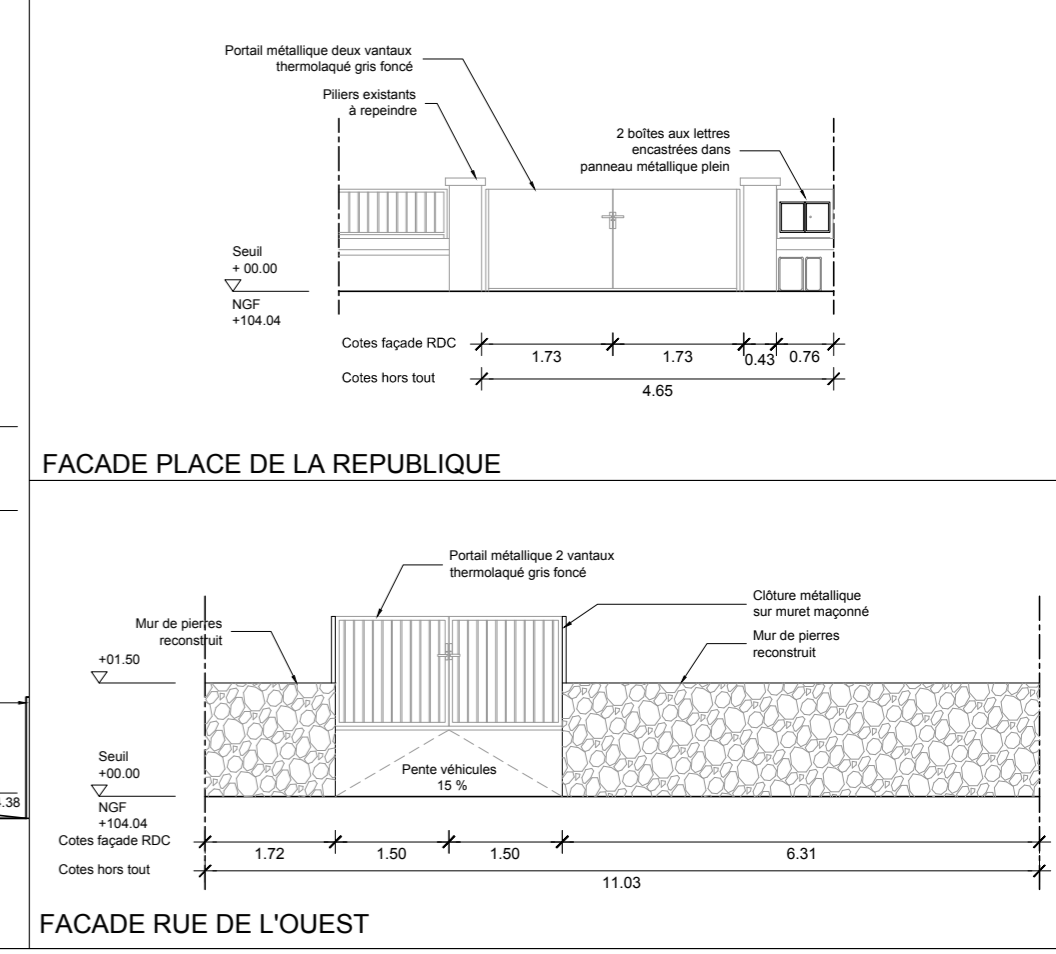 Portail métallique deux vantaux
thermolaqué gris foncé
Piliers existants
à repeindre
2 boîtes aux lettres
encastrées dans
panneau métallique plein
Seuil
+ 00.00
NGF
+104.04
Cotes façade RDC
1.73
1.73
0.43
0.76
Cotes hors tout
4.65
FACADE PLACE DE LA REPUBLIQUE
Portail métallique 2 vantaux
thermolaqué gris foncé
Clôture métallique
sur muret maçonné
Mur de pierres
reconstruit
Mur de pierres
reconstruit
+01.50
Seuil
+00.00
Pente véhicules
15 %
NGF
+104.04
Cotes façade RDC
1.72
1.50
1.50
6.31
Cotes hors tout
11.03
FACADE RUE DE L'OUEST